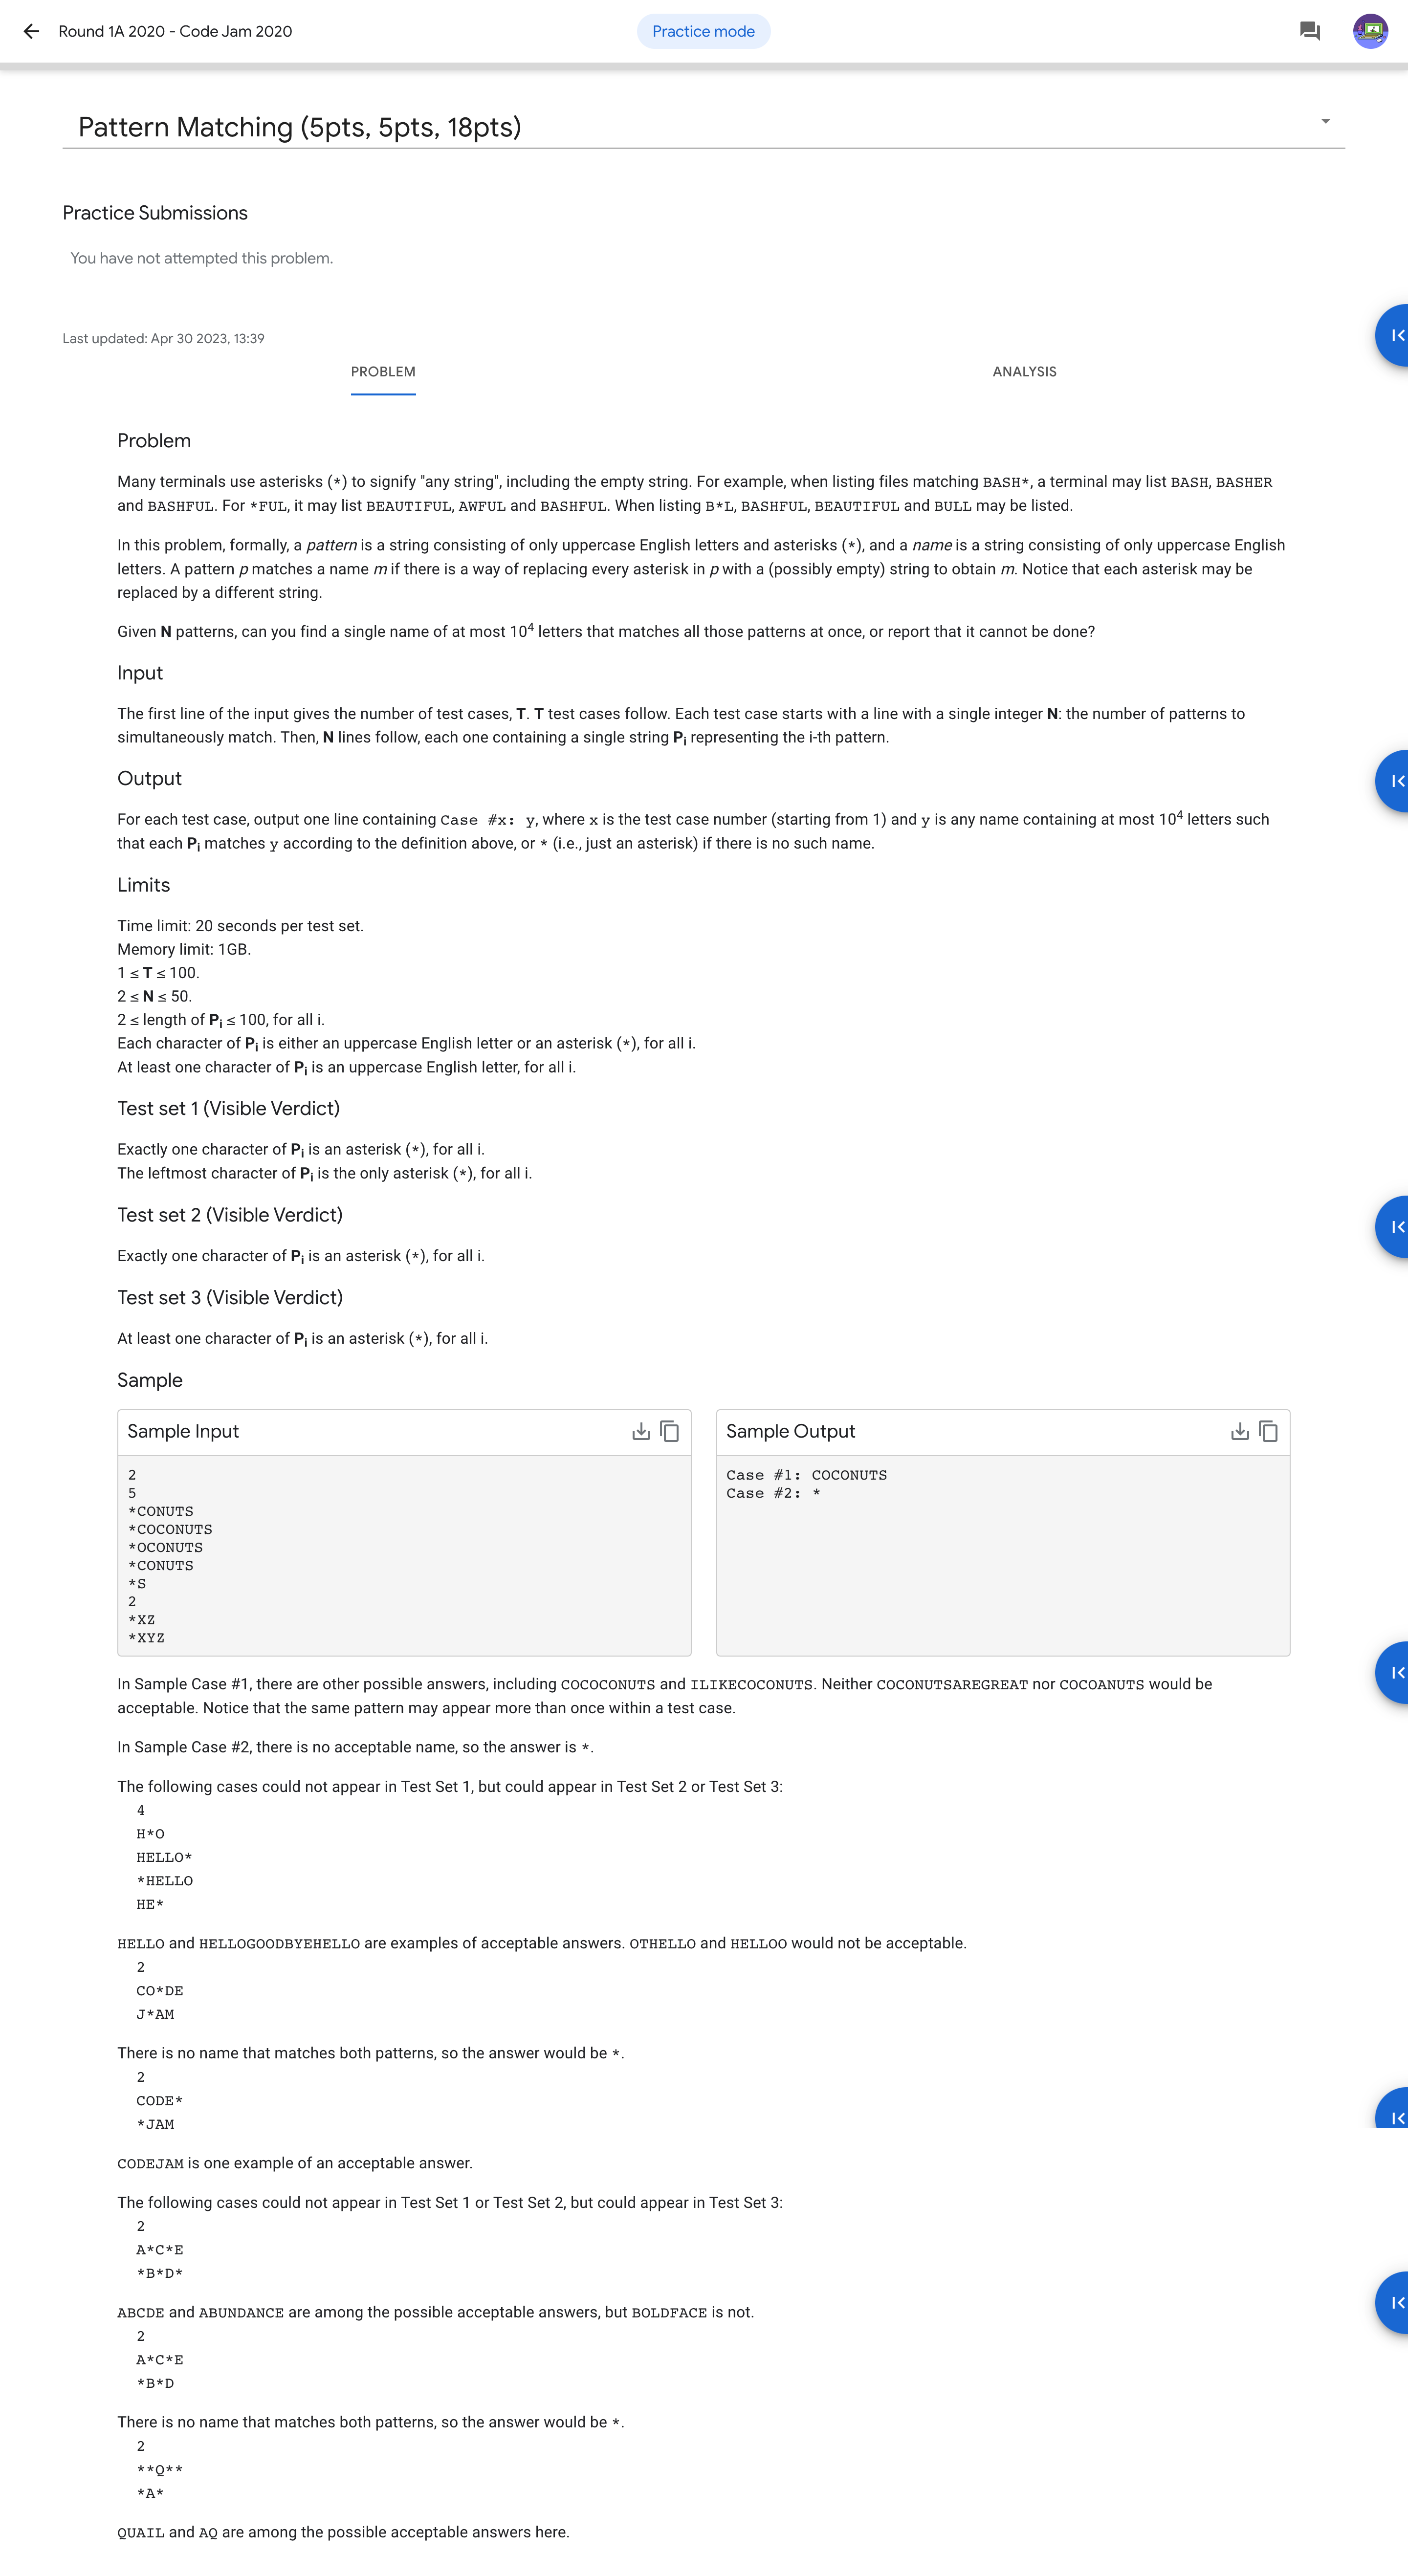 Round 1A 2020 - Code Jam 2020
Practice mode
Pattern Matching (5pts, 5pts, 18pts)
Practice Submissions
You have not attempted this problem.
Last updated: Apr 30 2023, 13:39
PROBLEM
ANALYSIS
Problem
Many terminals use asterisks (*) to signify "any string", including the empty string. For example, when listing files matching BASH*, a terminal may list BASH, BASHER
and BASHFUL. For *FUL, it may list BEAUTIFUL, AWFUL and BASHFUL. When listing B*L, BASHFUL, BEAUTIFUL and BULL may be listed.
In this problem, formally, a pattern is a string consisting of only uppercase English letters and asterisks (*), and a name is a string consisting of only uppercase English
letters. A pattern p matches a name m if there is a way of replacing every asterisk in p with a (possibly empty) string to obtain m. Notice that each asterisk may be
replaced by a different string.
Given N patterns, can you find a single name of at most 10⁴ letters that matches all those patterns at once, or report that it cannot be done?
Input
The first line of the input gives the number of test cases, T. T test cases follow. Each test case starts with a line with a single integer N: the number of patterns to
simultaneously match. Then, N lines follow, each one containing a single string Pᵢ representing the i-th pattern.
Output
For each test case, output one line containing Case #x: y, where x is the test case number (starting from 1) and y is any name containing at most 10⁴ letters such
that each Pᵢ matches y according to the definition above, or * (i.e., just an asterisk) if there is no such name.
Limits
Time limit: 20 seconds per test set.
Memory limit: 1GB.
1 ≤ T ≤ 100.
2 ≤ N ≤ 50.
2 ≤ length of Pᵢ ≤ 100, for all i.
Each character of Pᵢ is either an uppercase English letter or an asterisk (*), for all i.
At least one character of Pᵢ is an uppercase English letter, for all i.
Test set 1 (Visible Verdict)
Exactly one character of Pᵢ is an asterisk (*), for all i.
The leftmost character of Pᵢ is the only asterisk (*), for all i.
Test set 2 (Visible Verdict)
Exactly one character of Pᵢ is an asterisk (*), for all i.
Test set 3 (Visible Verdict)
At least one character of Pᵢ is an asterisk (*), for all i.
Sample
Sample Input
2
5
*CONUTS
*COCONUTS
*OCONUTS
*CONUTS
*S
2
*XZ
*XYZ
Sample Output
Case #1: COCONUTS
Case #2: *
In Sample Case #1, there are other possible answers, including COCOCONUTS and ILIKECOCONUTS. Neither COCONUTSAREGREAT nor COCOANUTS would be
acceptable. Notice that the same pattern may appear more than once within a test case.
In Sample Case #2, there is no acceptable name, so the answer is *.
The following cases could not appear in Test Set 1, but could appear in Test Set 2 or Test Set 3:
4
H*O
HELLO*
*HELLO
HE*
HELLO and HELLOGOODBYEHELLO are examples of acceptable answers. OTHELLO and HELLOO would not be acceptable.
2
CO*DE
J*AM
There is no name that matches both patterns, so the answer would be *.
2
CODE*
*JAM
CODEJAM is one example of an acceptable answer.
The following cases could not appear in Test Set 1 or Test Set 2, but could appear in Test Set 3:
2
A*C*E
*B*D*
ABCDE and ABUNDANCE are among the possible acceptable answers, but BOLDFACE is not.
2
A*C*E
*B*D
There is no name that matches both patterns, so the answer would be *.
2
**Q**
*A*
QUAIL and AQ are among the possible acceptable answers here.